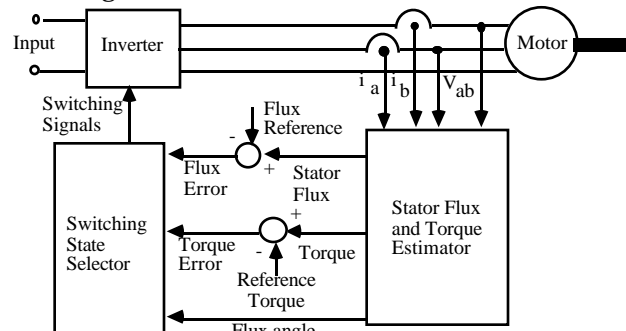 Input
Inverter
Motor
i a
i b
V ab
Switching
Signals
Flux
Reference
-
+
Flux
Error
Stator
Flux
+
Switching
State
Selector
Stator Flux
and Torque
Estimator
Torque
Error
-
Torque
Reference
Torque
Flux angle